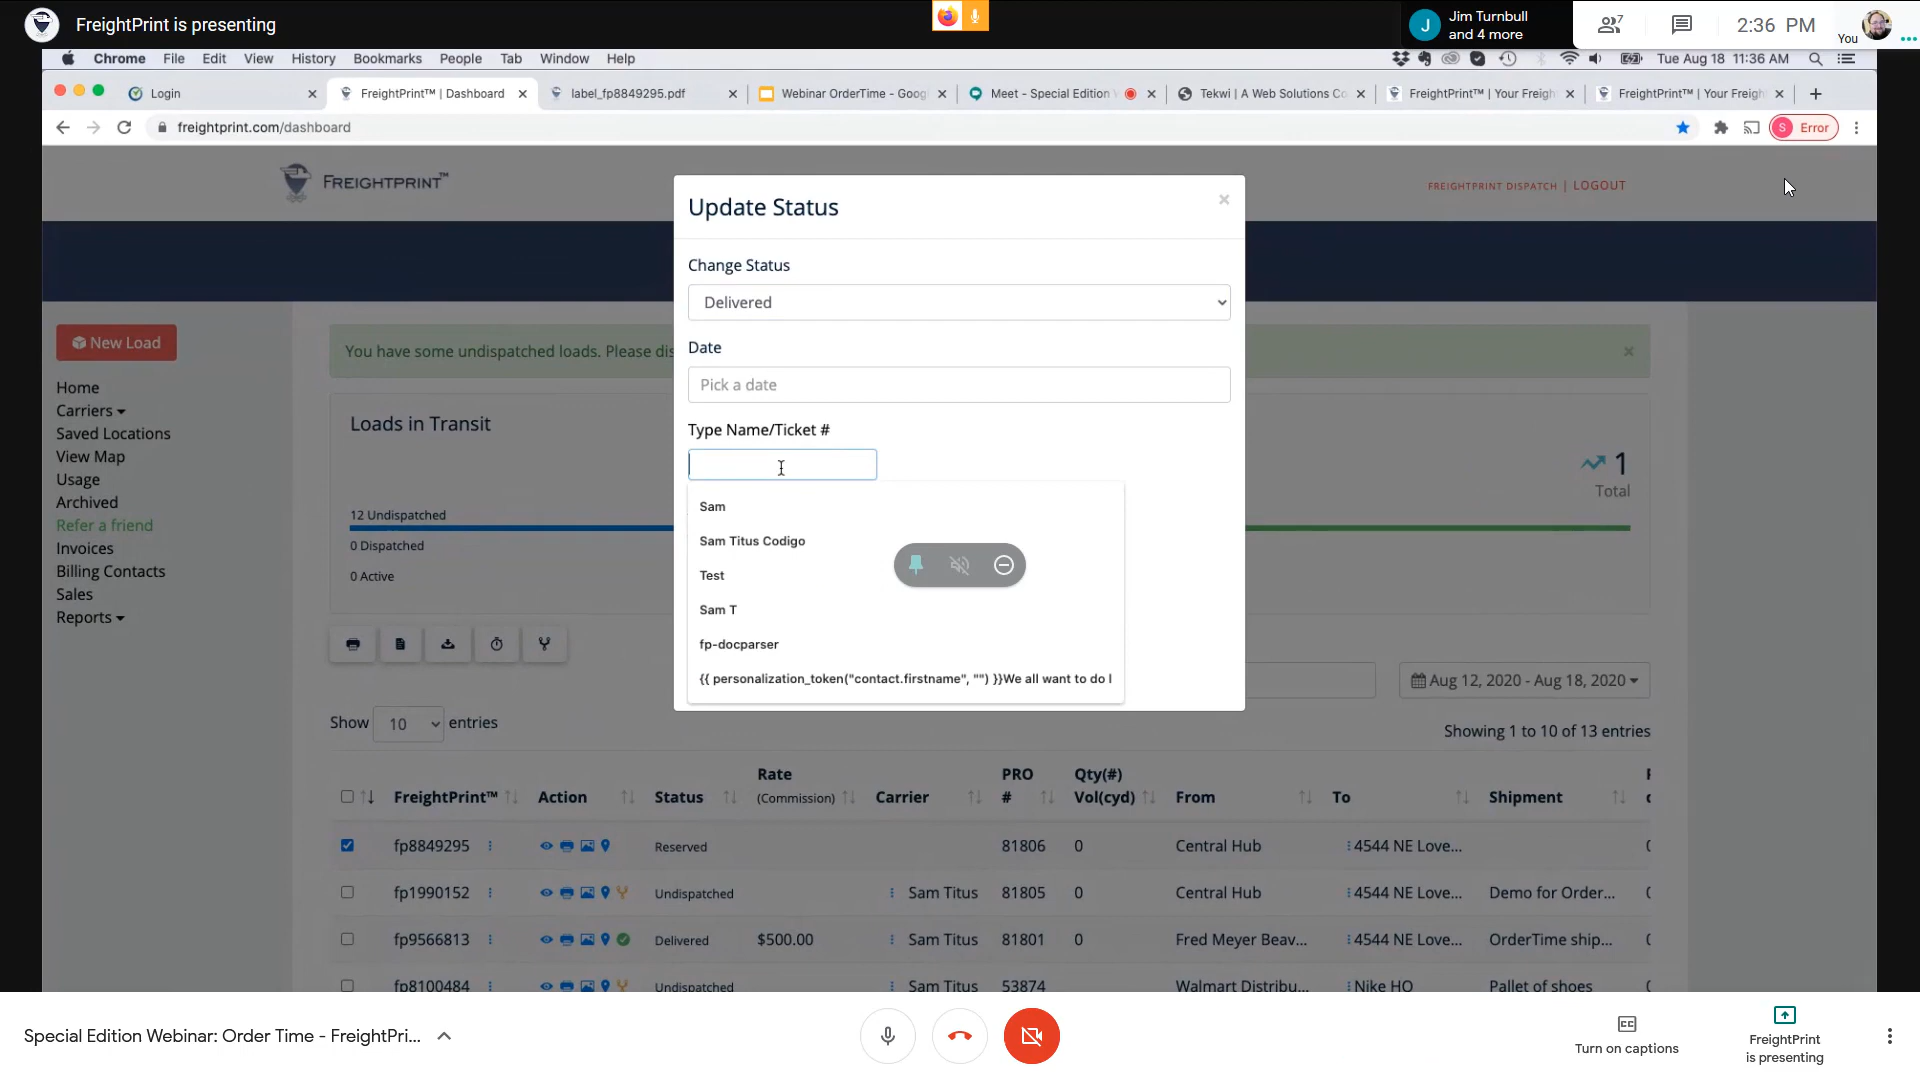 FreightPrint is presenting
J
Jim Turnbull
and 4 more
7
2:36 PM
You
Chrome File Edit View History Bookmarks People Tab Window Help
Tue Aug 18 11:36 AM
Login
FreightPrint™ | Dashboard
label_fp8849295.pdf
Webinar OrderTime - Goog
Meet - Special Edition
Tekwi | A Web Solutions Co
FreightPrint™ | Your Freigh
FreightPrint™ | Your Freigh
freightprint.com/dashboard
S Error
FREIGHTPRINT™
FREIGHTPRINT DISPATCH | LOGOUT
Update Status
×
Change Status
Delivered
Date
Pick a date
Type Name/Ticket #
Sam
Sam Titus Codigo
Test
Sam T
fp-docparser
{{ personalization_token("contact.firstname", "") }}We all want to do l
New Load
Home
Carriers
Saved Locations
View Map
Usage
Archived
Refer a friend
Invoices
Billing Contacts
Sales
Reports
You have some undispatched loads. Please dis
×
Loads in Transit
1
Total
12 Undispatched
0 Dispatched
0 Active
Aug 12, 2020 - Aug 18, 2020
Show 10 entries
Showing 1 to 10 of 13 entries
FreightPrint™ Action Status Rate (Commission) Carrier PRO # Qty(#) Vol(cyd) From To Shipment
fp8849295 Reserved 81806 0 Central Hub 4544 NE Love...
fp1990152 Undispatched Sam Titus 81805 0 Central Hub 4544 NE Love... Demo for Order...
fp9566813 Delivered $500.00 Sam Titus 81801 0 Fred Meyer Beav... 4544 NE Love... OrderTime ship...
fp8100484 Undispatched Sam Titus 53874 Walmart Distribu... Nike HQ Pallet of shoes
Special Edition Webinar: Order Time - FreightPri...
Turn on captions
FreightPrint
is presenting